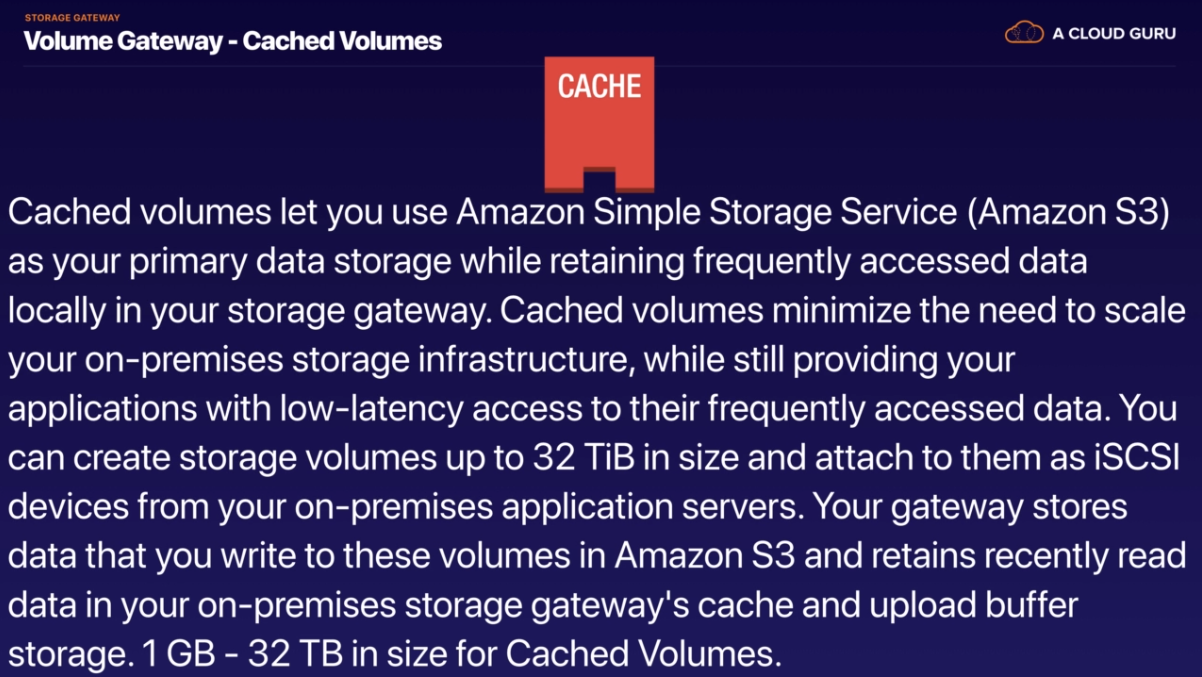 STORAGE GATEWAY
Volume Gateway - Cached Volumes
A CLOUD GURU
CACHE
Cached volumes let you use Amazon Simple Storage Service (Amazon S3)
as your primary data storage while retaining frequently accessed data
locally in your storage gateway. Cached volumes minimize the need to scale
your on-premises storage infrastructure, while still providing your
applications with low-latency access to their frequently accessed data. You
can create storage volumes up to 32 TiB in size and attach to them as iSCSI
devices from your on-premises application servers. Your gateway stores
data that you write to these volumes in Amazon S3 and retains recently read
data in your on-premises storage gateway's cache and upload buffer
storage. 1 GB - 32 TB in size for Cached Volumes.